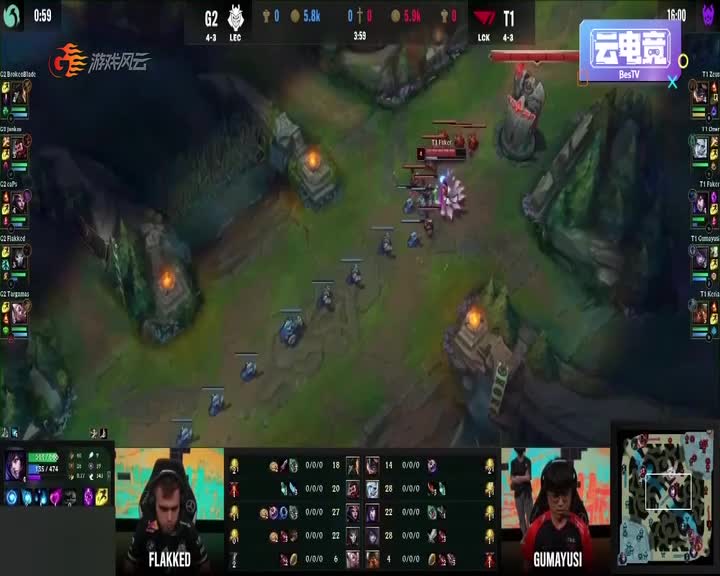 0:59
G2
4-3
LEC
0
5.8k
0
0
5.9k
0
3:59
LCK
T1
4-3
16:00
游戏风云
云电竞
BesTV
G2 BrokenBlade
G2 Jankos
G2 caPs
G2 Flakked
G2 Targamas
T1 Zeus
T1 Oner
T1 Faker
T1 Gumayusi
T1 Keria
T1 Faker
FLAKKED
GUMAYUSI
0/0/0 18 14 0/0/0
0/0/0 20 28 0/0/0
0/0/0 27 22 0/0/0
0/0/0 28 28 0/0/0
0/0/0 6 4 0/0/0